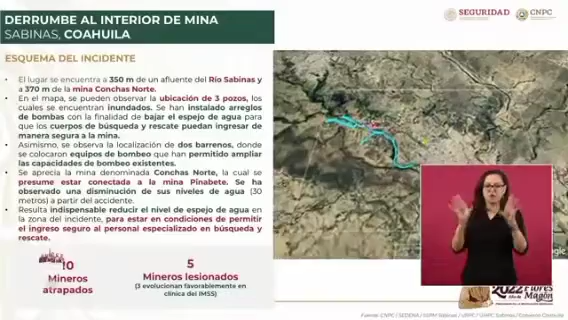 DERRUMBE AL INTERIOR DE MINA
SABINAS, COAHUILA
SEGURIDAD
CNPC
ESQUEMA DEL INCIDENTE
• El lugar se encuentra a 350 m de un afluente del Río Sabinas y
a 370 m de la mina Conchas Norte.
• En el mapa, se pueden observar la ubicación de 3 pozos, los
cuales se encuentran inundados. Se han instalado arreglos
de bombas con la finalidad de bajar el espejo de agua para
que los cuerpos de búsqueda y rescate puedan ingresar de
manera segura a la mina.
• Asimismo, se observa la localización de dos barrenos, donde
se colocaron equipos de bombeo que han permitido ampliar
las capacidades de bombeo existentes.
• Se aprecia la mina denominada Conchas Norte, la cual se
presume estar conectada a la mina Pinabete. Se ha
observado una disminución de sus niveles de agua (30
metros) a partir del accidente.
• Resulta indispensable reducir el nivel de espejo de agua en
la zona del incidente, para estar en condiciones de permitir
el ingreso seguro al personal especializado en búsqueda y
rescate.
10
Mineros
atrapados
5
Mineros lesionados
(3 evolucionan favorablemente en
clínica del IMSS)
2022 Flores
Año de Magón